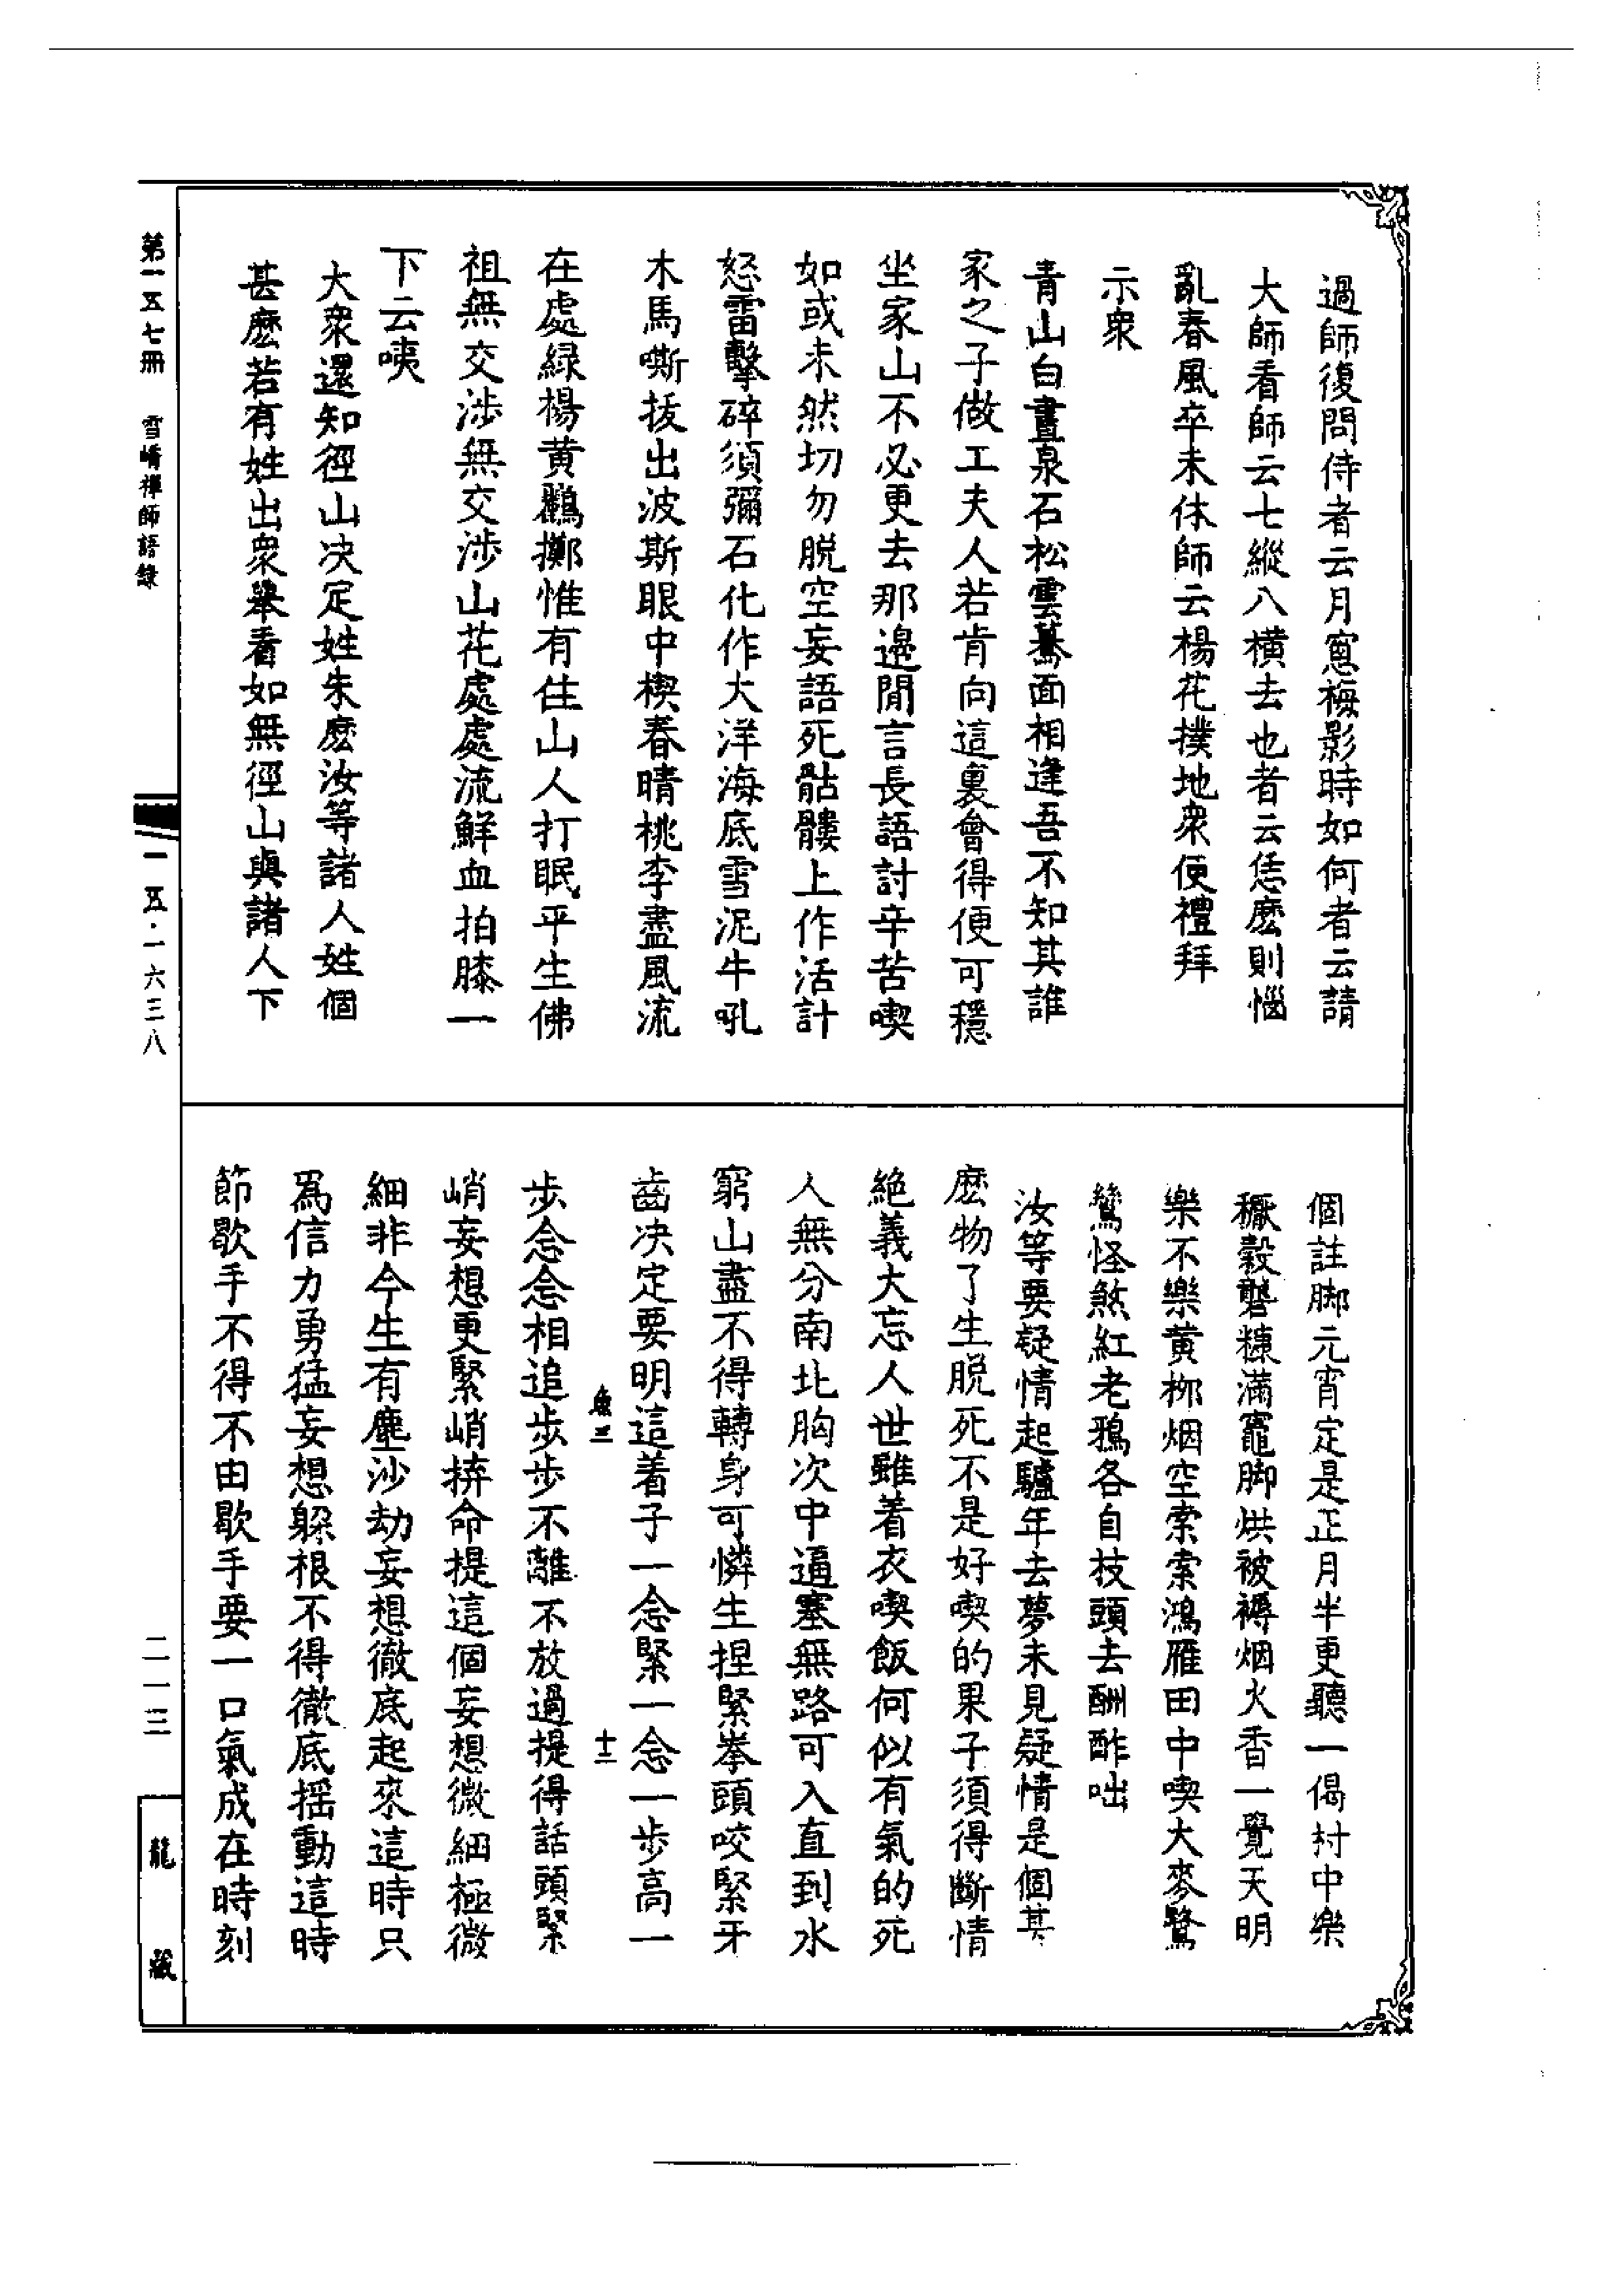 過師復問侍者云月窻梅影時如何者云請
大師看師云七縱八橫去也者云恁麽則惱
亂春風卒未休師云楊花撲地衆便禮拜
示衆
青山白晝泉石松雲驀面相逢吾不知其誰
家之子做工夫人若肯向這裏會得便可穩
坐家山不必更去那邊閒言長語討辛苦喫
如或未然切勿脫空妄語死骷髏上作活計
怒雷擊碎須彌石化作大洋海底雪泥牛吼
木馬嘶拔出波斯眼中楔春晴桃李盡風流
在處緑楊黄鸝擲惟有住山人打眠平生佛
祖無交涉無交涉山花處處流鮮血拍膝一
下云咦
大衆還知徑山決定姓朱麽汝等諸人姓個
甚麽若有姓出衆舉看如無徑山與諸人下
個註脚元宵定是正月半更聽一偈村中樂
穤穀礱糠滿竈脚烘被褥烟火香一覺天明
樂不樂黄栁烟空索索鴻雁田中喫大麥鷺
鷥怪煞紅老鴉各自技頭去酬酢咄
汝等要疑情起驢年去夢未見疑情是個甚
麽物了生脫死不是好喫的果子須得斷情
絶義大忘人世雖着衣喫飯何似有氣的死
人無分南北胸次中逼塞無路可入直到水
窮山盡不得轉身可憐生捏緊拳頭咬緊牙
齒决定要明這着子一念緊一念一步高一
魚三 十二
步念念相追步步不離不放過提得話頭緊
峭妄想更緊峭拚命提這個妄想微細極微
細非今生有塵沙劫妄想徹底起來這時只
爲信力勇猛妄想躲根不得徹底揺動這時
節歇手不得不由歇手要一口氣成在時刻
第一五七冊 雪嶠禪師語錄
一五·一六三八
二一三
龍藏